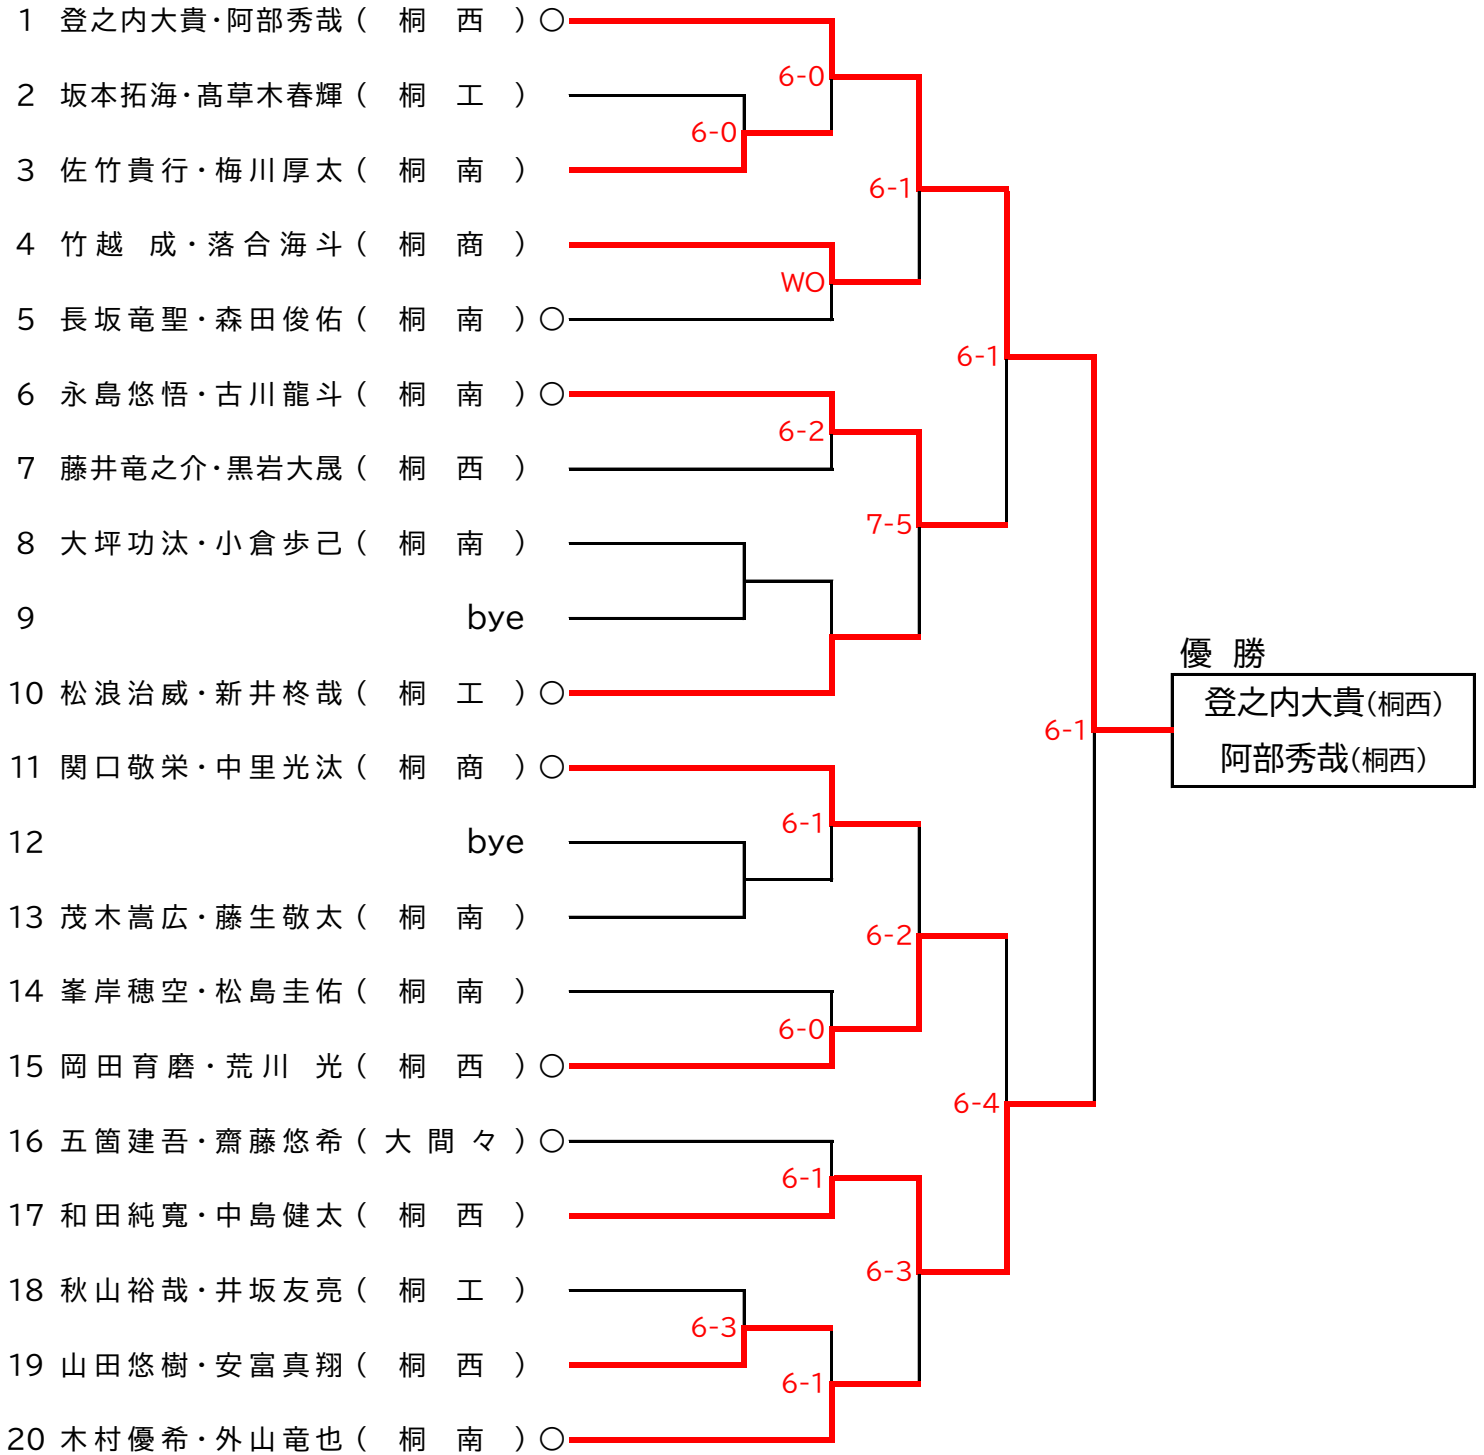 1 登之内大貴・阿部秀哉 ( 桐 西 ) ○
6-0
2 坂本拓海・髙草木春輝 ( 桐 工 )
6-0
3 佐竹貴行・梅川厚太 ( 桐 南 )
6-1
4 竹越 成・落合海斗 ( 桐 商 )
WO
5 長坂竜聖・森田俊佑 ( 桐 南 ) ○
6-1
6 永島悠悟・古川龍斗 ( 桐 南 ) ○
6-2
7 藤井竜之介・黒岩大晟 ( 桐 西 )
7-5
8 大坪功汰・小倉歩己 ( 桐 南 )
9 bye
10 松浪治威・新井柊哉 ( 桐 工 ) ○
優 勝
登之内大貴(桐西)
6-1
阿部秀哉(桐西)
11 関口敬栄・中里光汰 ( 桐 商 ) ○
6-1
12 bye
13 茂木嵩広・藤生敬太 ( 桐 南 )
6-2
14 峯岸穂空・松島圭佑 ( 桐 南 )
6-0
15 岡田育磨・荒川 光 ( 桐 西 ) ○
6-4
16 五箇建吾・齋藤悠希 ( 大 間 々 ) ○
6-1
17 和田純寬・中島健太 ( 桐 西 )
6-3
18 秋山裕哉・井坂友亮 ( 桐 工 )
6-3
19 山田悠樹・安富真翔 ( 桐 西 )
6-1
20 木村優希・外山竜也 ( 桐 南 ) ○